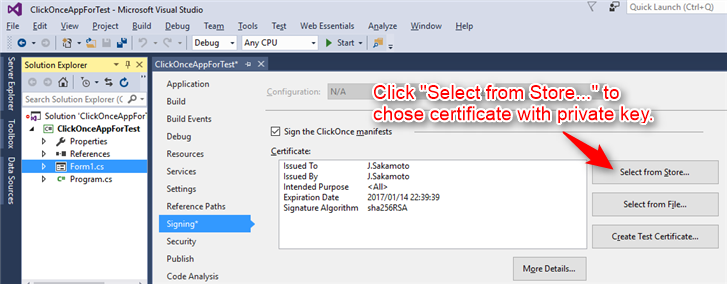 ClickOnceAppForTest - Microsoft Visual Studio
Quick Launch (Ctrl+Q)
File Edit View Project Build Debug Team Tools Test Web Essentials Window Help
Debug Any CPU Start
Server Explorer
Toolbox
Data Sources
Solution Explorer
Search Solution Explorer (Ctrl
Solution 'ClickOnceAppFor
ClickOnceAppForTest
Properties
References
Form1.cs
Program.cs
ClickOnceAppForTest*
Application
Build
Build Events
Debug
Resources
Services
Settings
Reference Paths
Signing*
Security
Publish
Code Analysis
Configuration: N/A
Click "Select from Store..." to
chose certificate with private key.
Sign the ClickOnce manifests
Certificate:
Issued To J.Sakamoto
Issued By J.Sakamoto
Intended Purpose <All>
Expiration Date 2017/01/14 22:39:39
Signature Algorithm sha256RSA
Select from Store...
Select from File...
Create Test Certificate...
More Details...